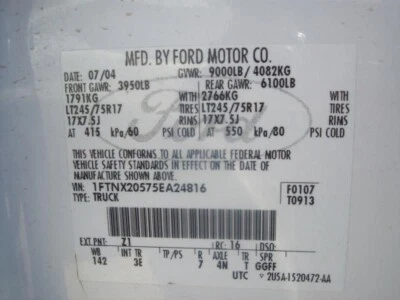 MFD. BY FORD MOTOR CO.
DATE: 07/04 GVWR: 9000LB/ 4082KG
FRONT GAWR: 3950LB REAR GAWR: 6100LB
1791KG WITH 2766KG WITH
LT245/75R17 TIRES LT245/75R17 TIRES
17X7.5J RIMS 17X7.5J RIMS
AT 415 kPa/60 PSI COLD AT 550 kPa/80 PSI COLD
Ford
THIS VEHICLE CONFORMS TO ALL APPLICABLE FEDERAL MOTOR
VEHICLE SAFETY STANDARDS IN EFFECT ON THE DATE OF MANUFACTURE
SHOWN ABOVE.
VIN: 1FTNX20575EA24816 F0107
TYPE: TRUCK T0913
EXT PNT: Z1 RC: 16 DSO:
WB INT TR TP/PS R AX TR SPR
142 3E 7 4N T GGFF
UTC 2U5A-1520472-AA